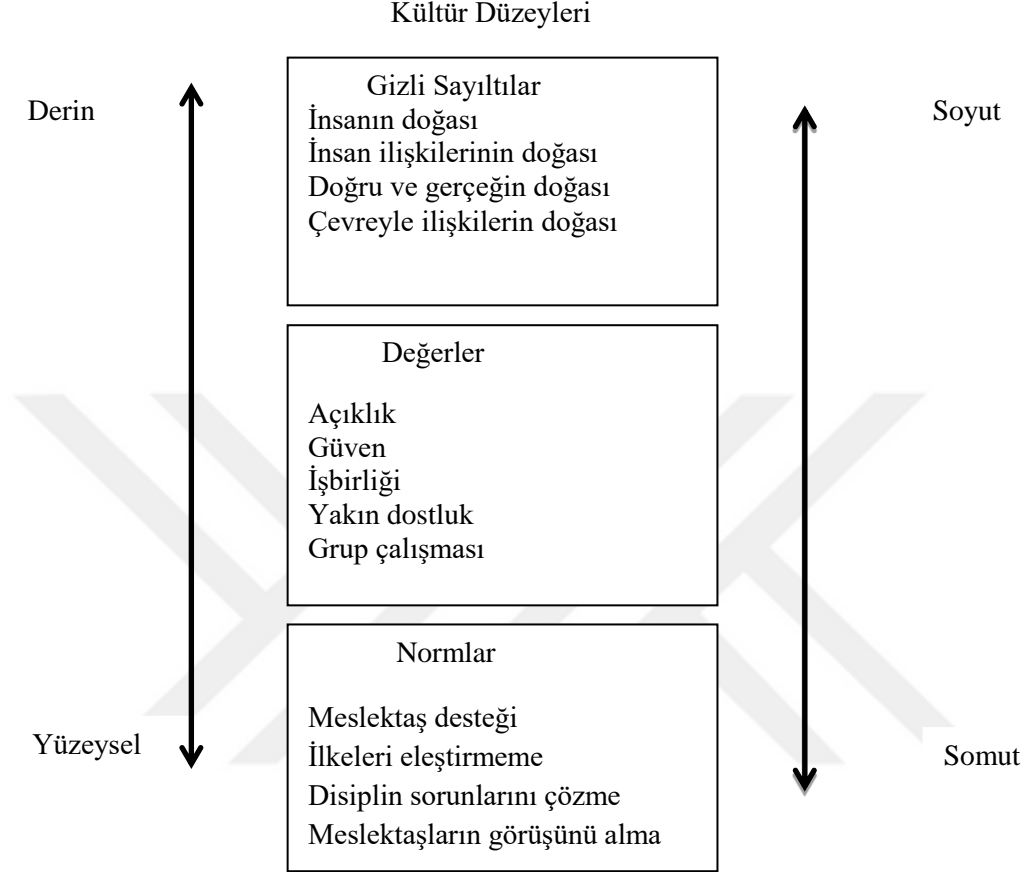 Kültür Düzeyleri
Derin
Soyut
Gizli Sayıltılar
İnsanın doğası
İnsan ilişkilerinin doğası
Doğru ve gerçeğin doğası
Çevreyle ilişkilerin doğası
Değerler
Açıklık
Güven
İşbirliği
Yakın dostluk
Grup çalışması
Normlar
Meslektaş desteği
İlkeleri eleştirmeme
Disiplin sorunlarını çözme
Meslektaşların görüşünü alma
Yüzeysel
Somut